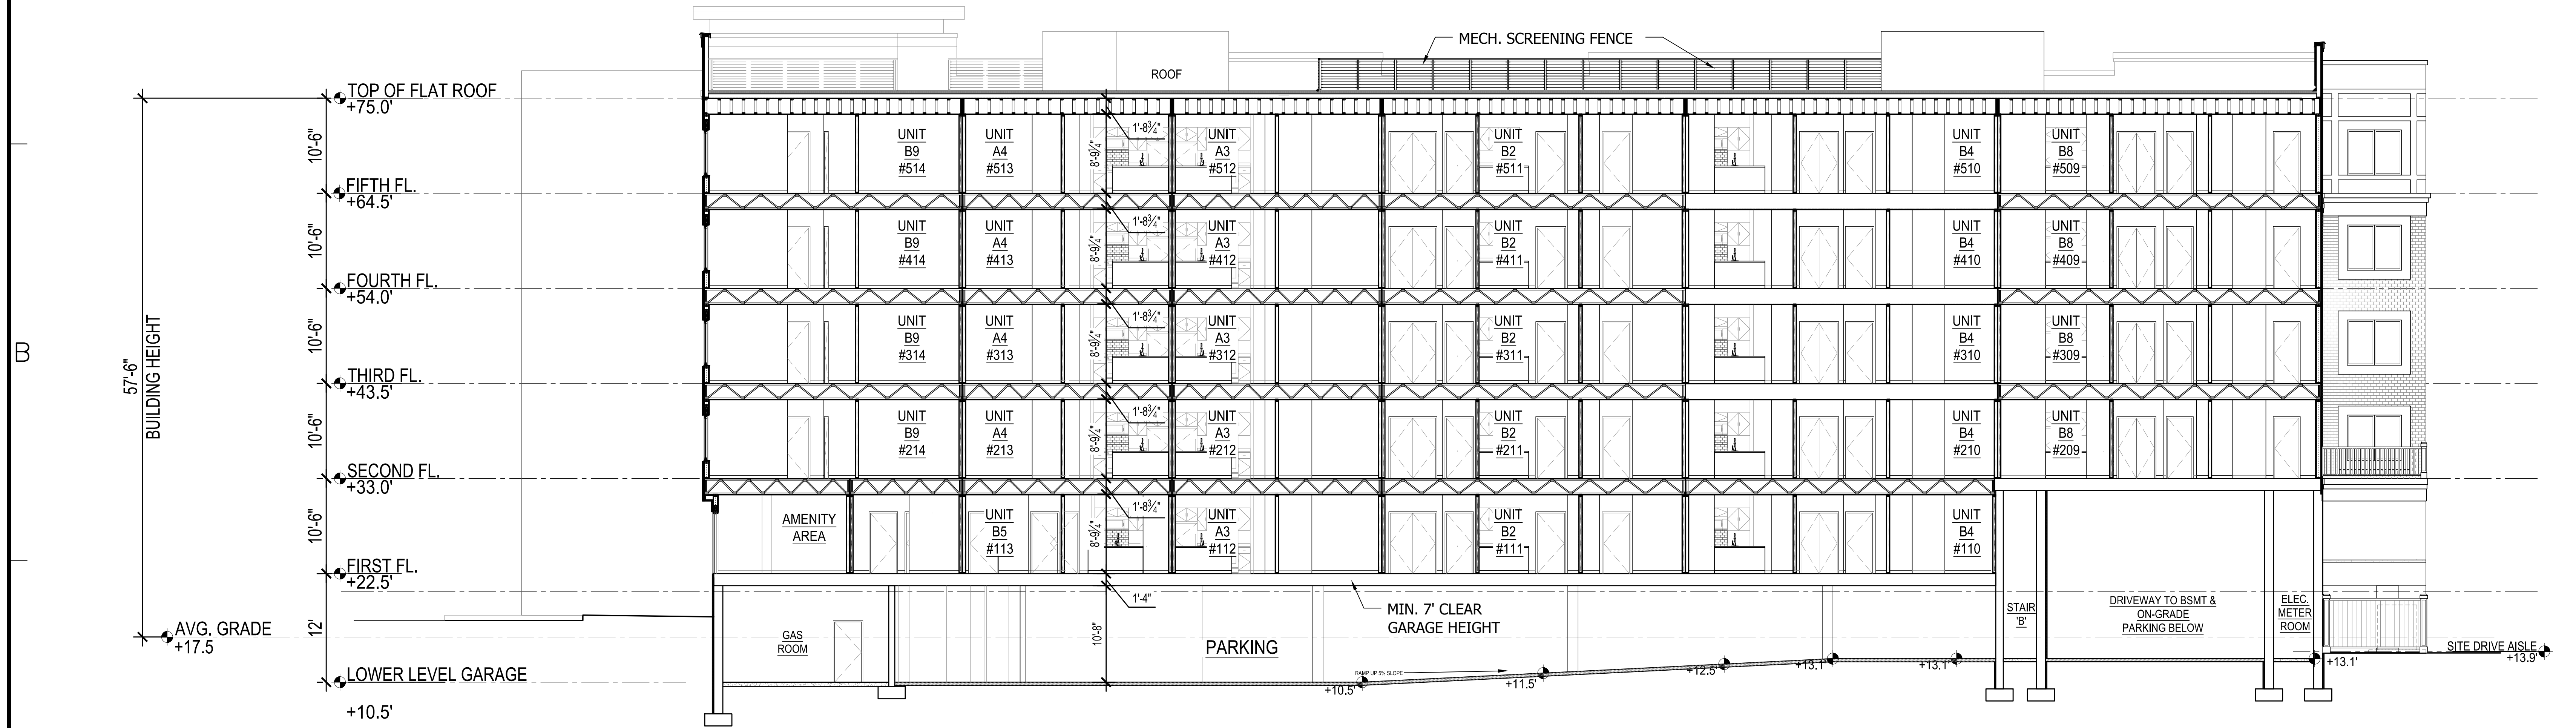 MECH. SCREENING FENCE
ROOF
TOP OF FLAT ROOF
+75.0'
10'-6"
1'-8¾"
8'-9¼"
UNIT B9 #514
UNIT A4 #513
UNIT A3 #512
UNIT B2 #511
UNIT B4 #510
UNIT B8 #509
FIFTH FL.
+64.5'
10'-6"
1'-8¾"
8'-9¼"
UNIT B9 #414
UNIT A4 #413
UNIT A3 #412
UNIT B2 #411
UNIT B4 #410
UNIT B8 #409
FOURTH FL.
+54.0'
57'-6"
BUILDING HEIGHT
B
10'-6"
1'-8¾"
8'-9¼"
UNIT B9 #314
UNIT A4 #313
UNIT A3 #312
UNIT B2 #311
UNIT B4 #310
UNIT B8 #309
THIRD FL.
+43.5'
10'-6"
1'-8¾"
8'-9¼"
UNIT B9 #214
UNIT A4 #213
UNIT A3 #212
UNIT B2 #211
UNIT B4 #210
UNIT B8 #209
SECOND FL.
+33.0'
10'-6"
1'-8¾"
8'-9¼"
AMENITY
AREA
UNIT B5 #113
UNIT A3 #112
UNIT B2 #111
UNIT B4 #110
FIRST FL.
+22.5'
12'
1'-4"
10'-8"
MIN. 7' CLEAR
GARAGE HEIGHT
AVG. GRADE
+17.5
GAS
ROOM
PARKING
STAIR
'B'
DRIVEWAY TO BSMT &
ON-GRADE
PARKING BELOW
ELEC.
METER
ROOM
SITE DRIVE AISLE
+13.9'
LOWER LEVEL GARAGE
+10.5'
RAMP UP 5% SLOPE
+10.5'
+11.5'
+12.5'
+13.1'
+13.1'
+13.1'